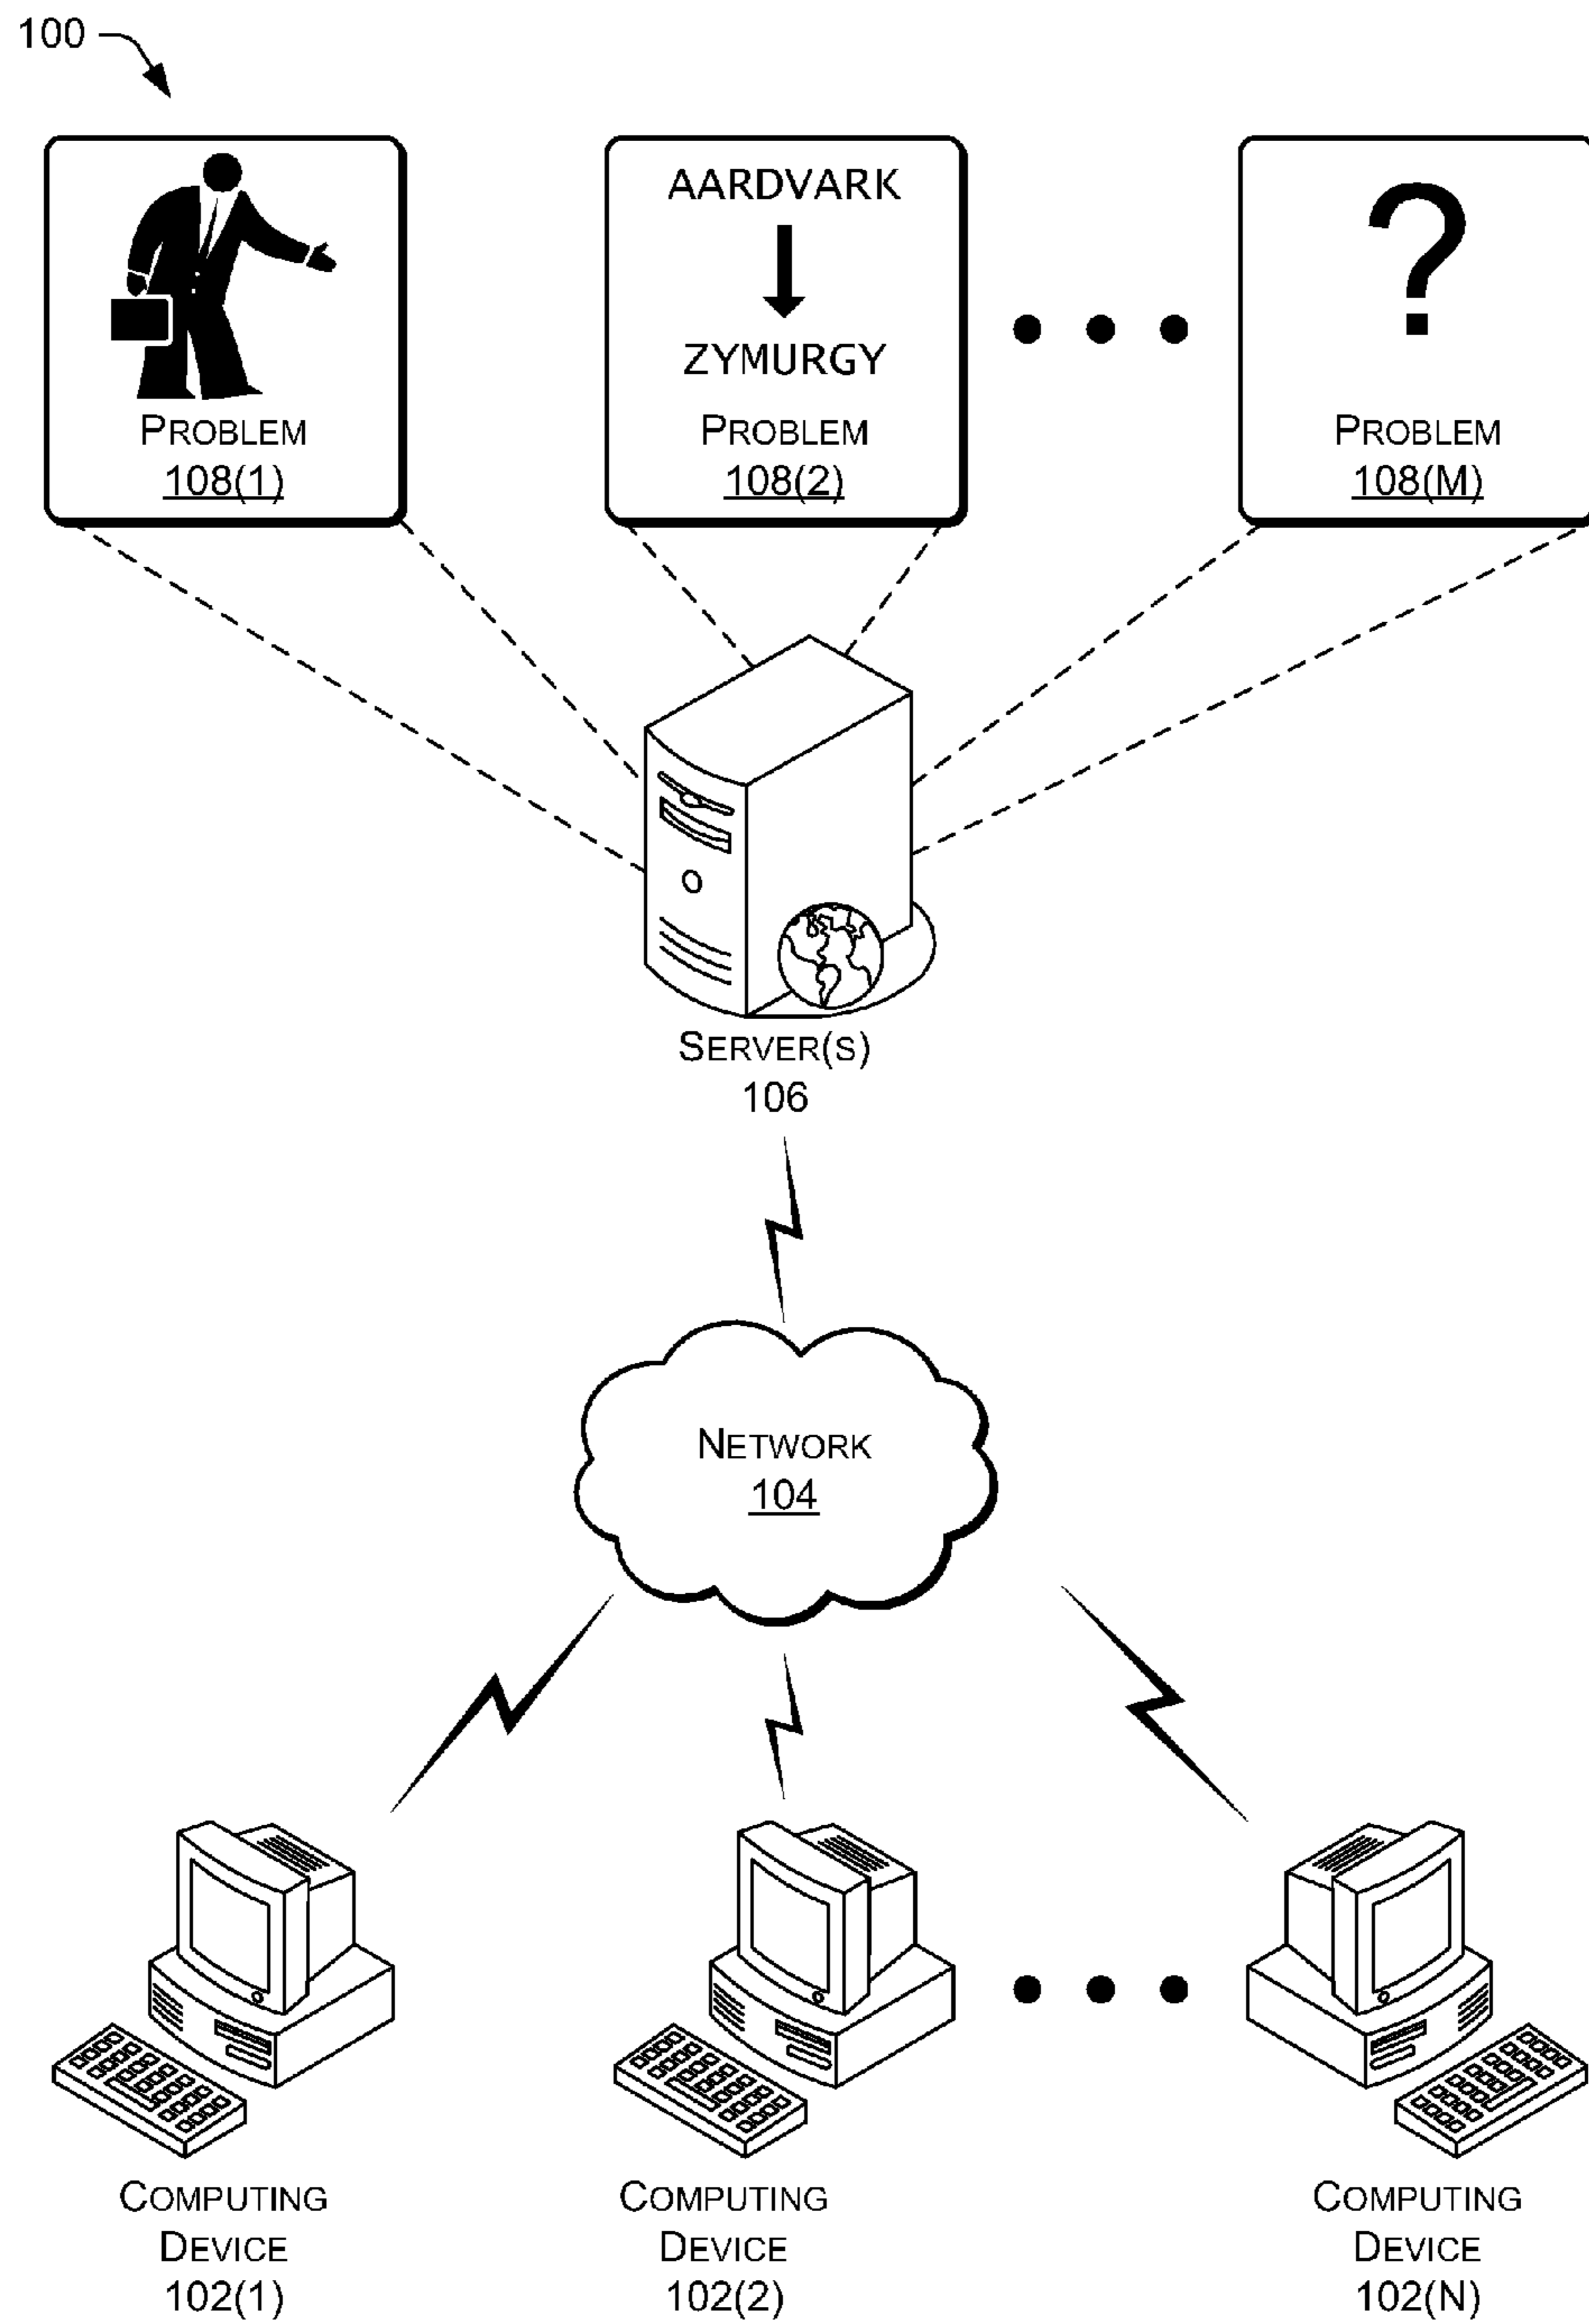 100
AARDVARK
ZYMURGY
PROBLEM
108(1)
PROBLEM
108(2)
?
PROBLEM
108(M)
SERVER(S)
106
NETWORK
104
COMPUTING
DEVICE
102(1)
COMPUTING
DEVICE
102(2)
COMPUTING
DEVICE
102(N)